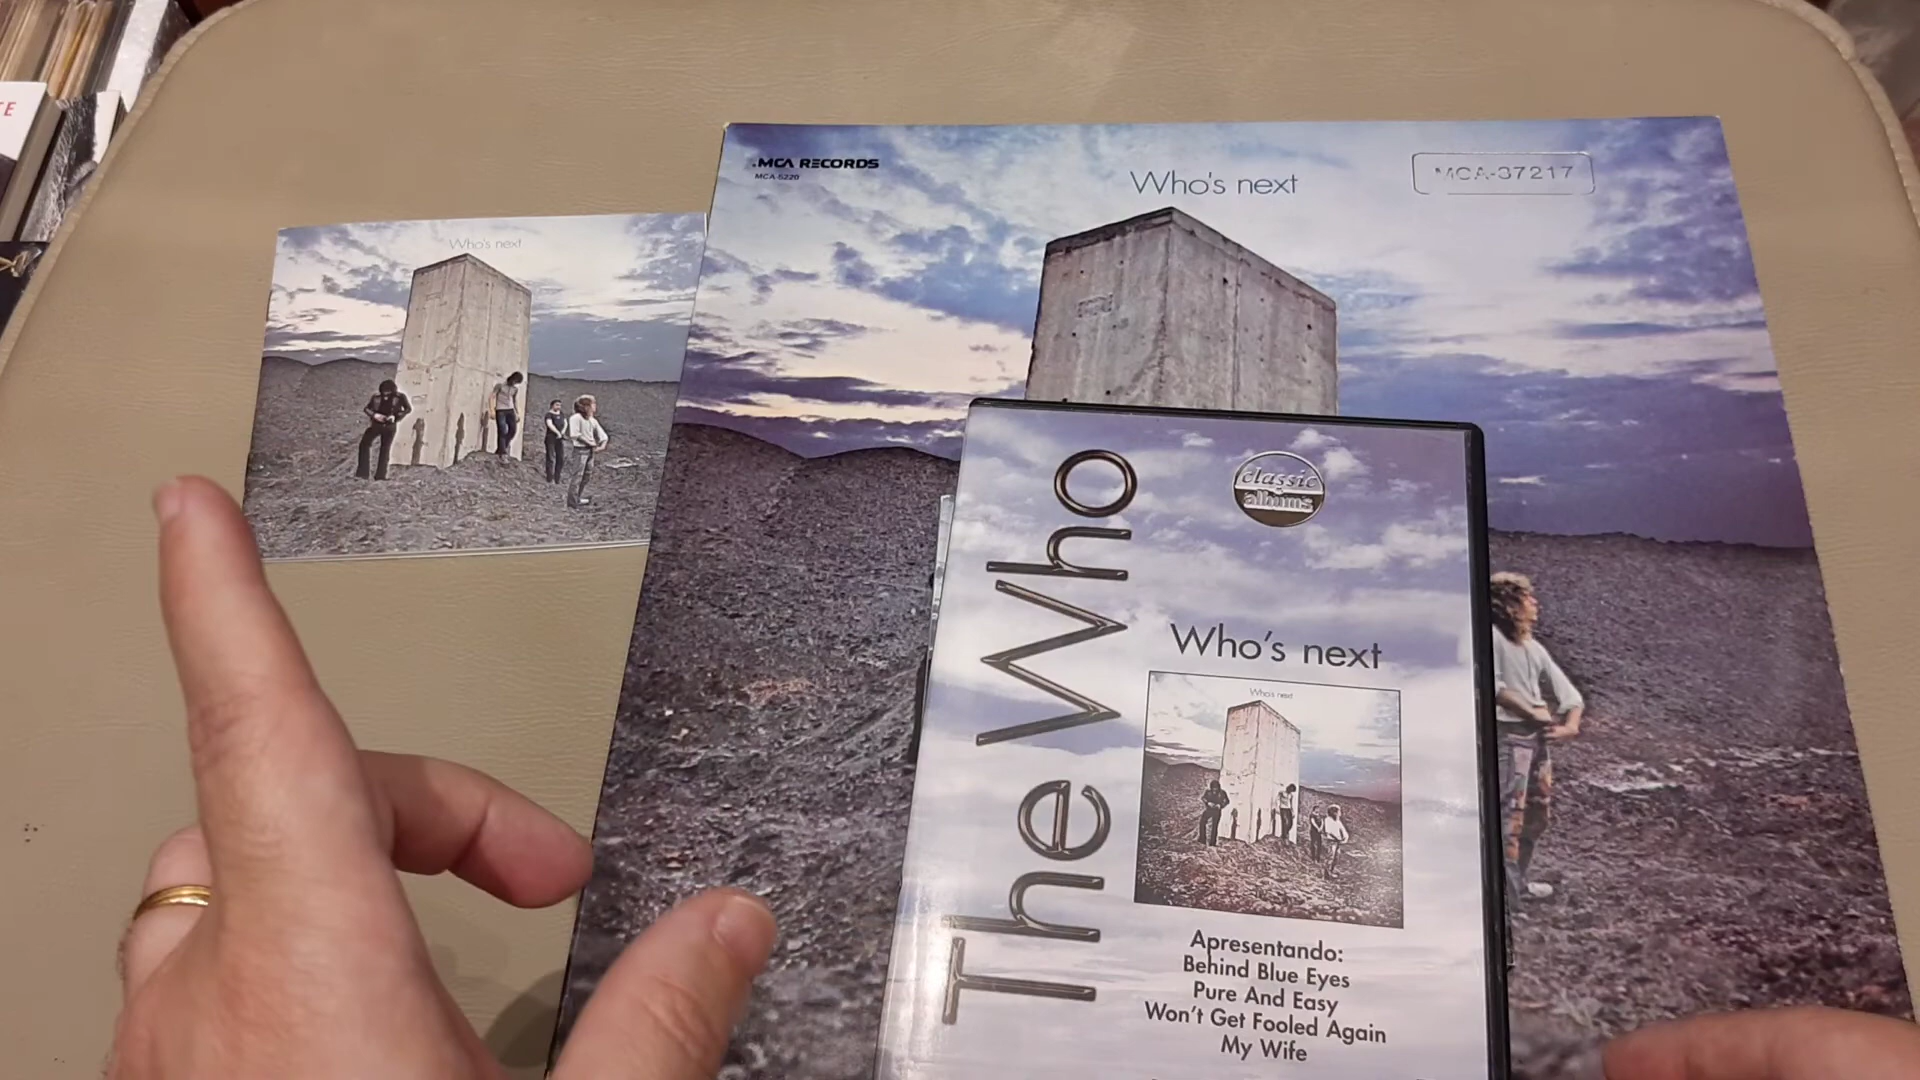 TE
Who's next
MCA RECORDS
MCA-5220
Who's next
MCA-37217
The Who
classic
albums
Who's next
Who's next
Apresentando:
Behind Blue Eyes
Pure And Easy
Won't Get Fooled Again
My Wife